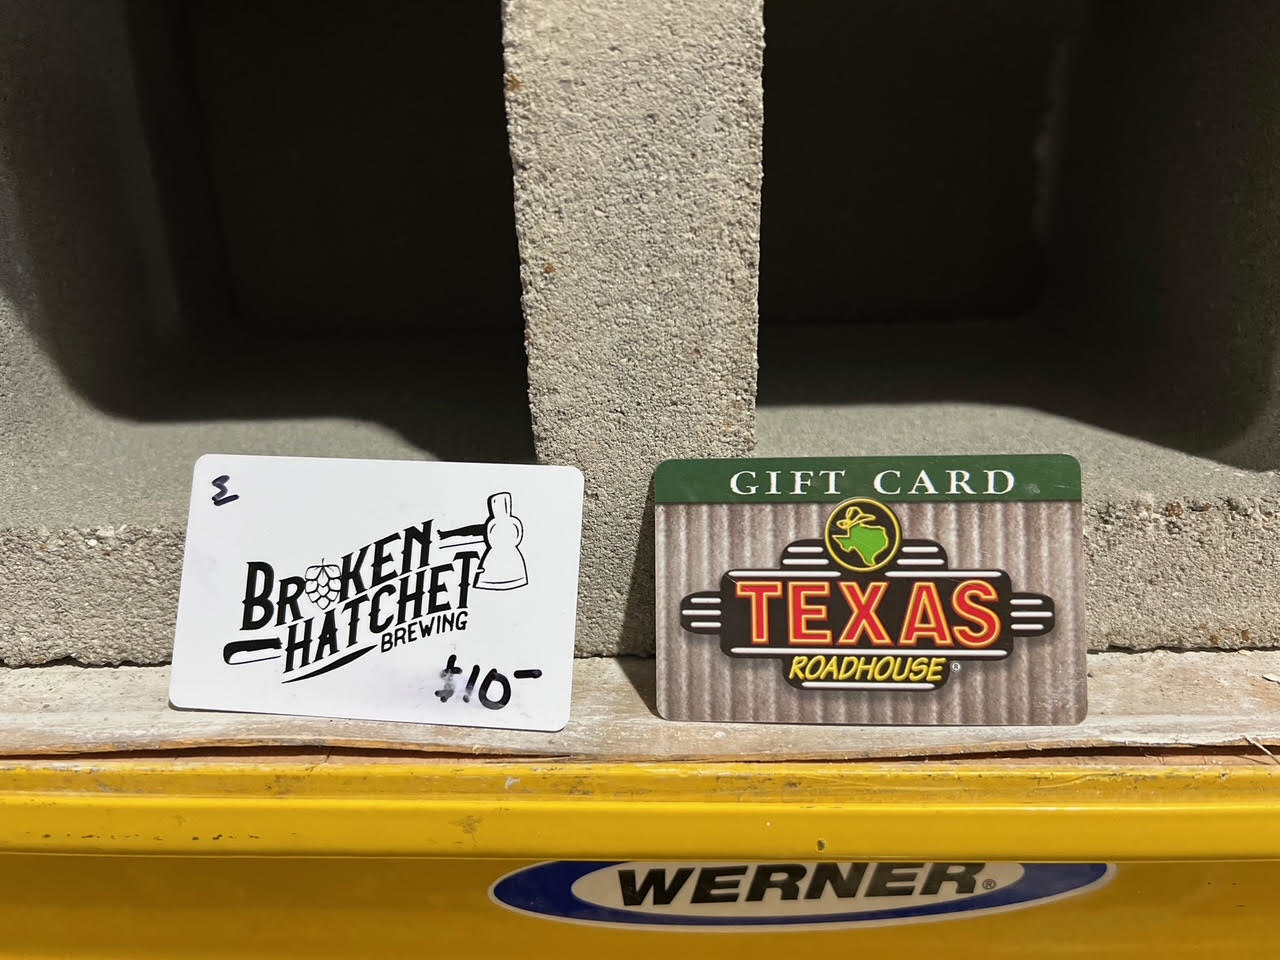 BROKEN
HATCHET
BREWING
$10-
GIFT CARD
TEXAS
ROADHOUSE®
WERNER®